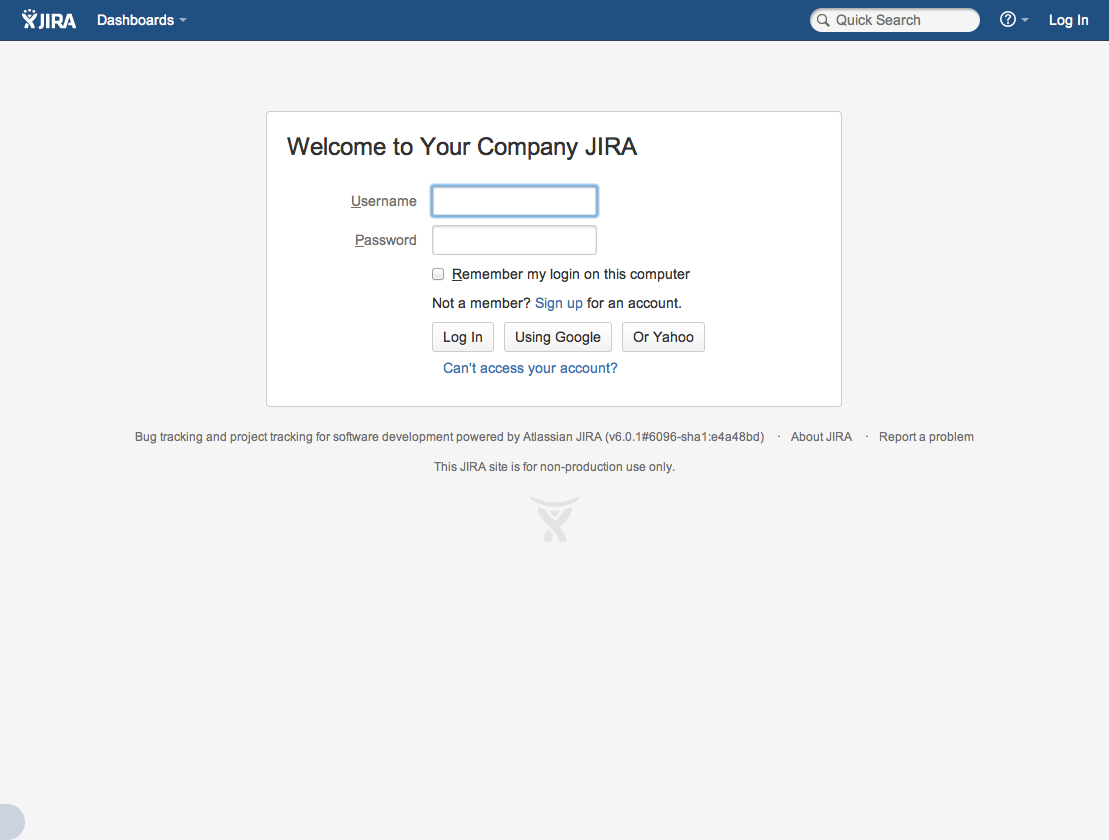 JIRA Dashboards Quick Search ? Log In
Welcome to Your Company JIRA
Username
Password
Remember my login on this computer
Not a member? Sign up for an account.
Log In Using Google Or Yahoo
Can't access your account?
Bug tracking and project tracking for software development powered by Atlassian JIRA (v6.0.1#6096-sha1:e4a48bd) · About JIRA · Report a problem
This JIRA site is for non-production use only.